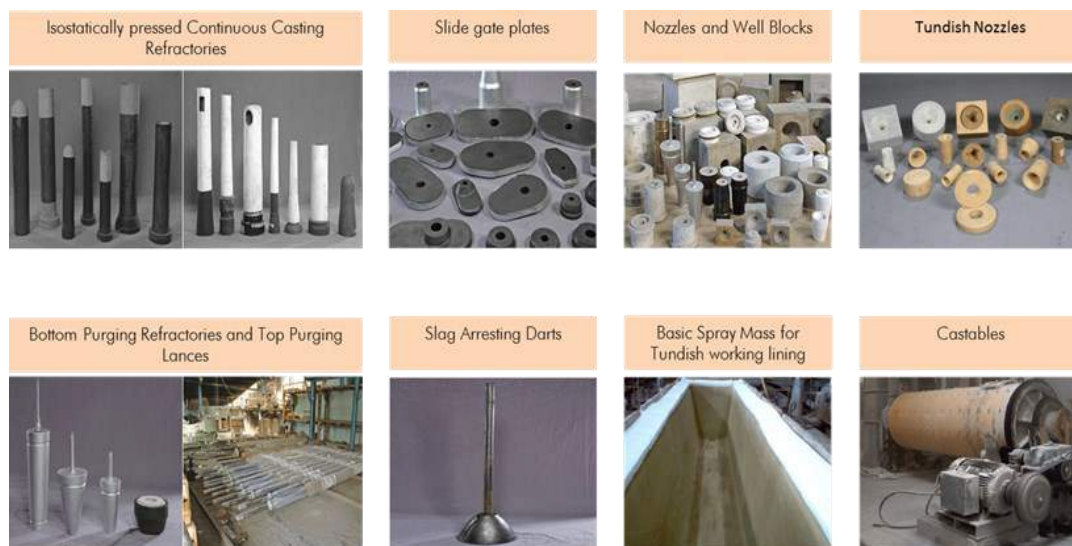 Isostatically pressed Continuous Casting
Refractories
Slide gate plates
Nozzles and Well Blocks
Tundish Nozzles
Bottom Purging Refractories and Top Purging
Lances
Slag Arresting Darts
Basic Spray Mass for
Tundish working lining
Castables